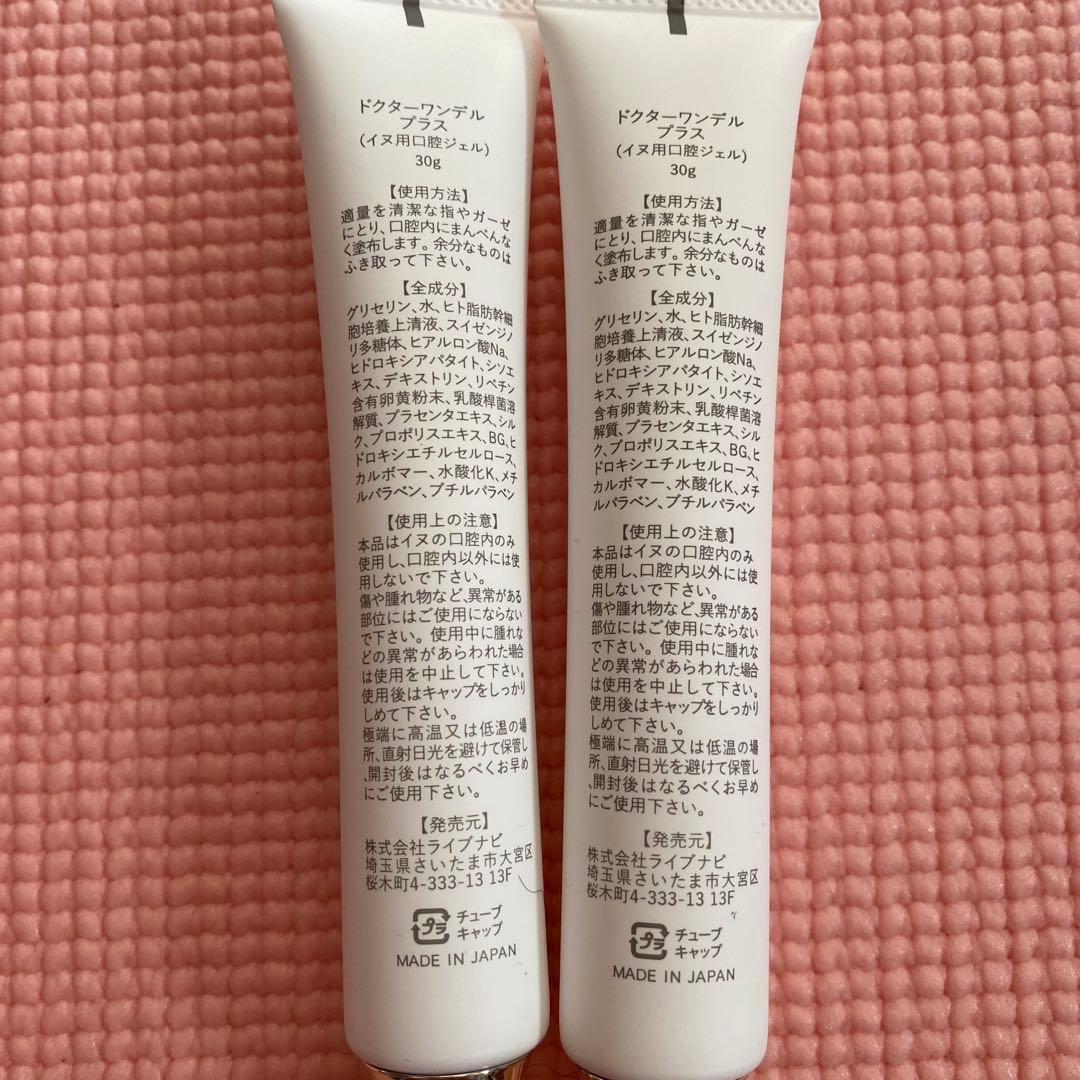 ドクターワンデル
プラス
(イヌ用口腔ジェル)
30g
【使用方法】
適量を清潔な指やガーゼ
にとり、口腔内にまんべんな
く塗布します。余分なものは
ふき取って下さい。
【全成分】
グリセリン、水、ヒト脂肪幹細
胞培養上清液、スイゼンジノ
リ多糖体、ヒアルロン酸Na、
ヒドロキシアパタイト、シソエ
キス、デキストリン、リベチン
含有卵黄粉末、乳酸桿菌溶
解質、プラセンタエキス、シル
ク、プロポリスエキス、BG、ヒ
ドロキシエチルセルロース、
カルボマー、水酸化K、メチ
ルパラベン、ブチルパラベン
【使用上の注意】
本品はイヌの口腔内のみ
使用し、口腔内以外には使
用しないで下さい。
傷や腫れ物など、異常がある
部位にはご使用にならない
で下さい。使用中に腫れな
どの異常があらわれた場合
は使用を中止して下さい。
使用後はキャップをしっかり
しめて下さい。
極端に高温又は低温の場
所、直射日光を避けて保管し
、開封後はなるべくお早め
にご使用下さい。
【発売元】
株式会社ライブナビ
埼玉県さいたま市大宮区
桜木町4-333-13 13F
プラ
チューブ
キャップ
MADE IN JAPAN
ドクターワンデル
プラス
(イヌ用口腔ジェル)
30g
【使用方法】
適量を清潔な指やガーゼ
にとり、口腔内にまんべんな
く塗布します。余分なものは
ふき取って下さい。
【全成分】
グリセリン、水、ヒト脂肪幹細
胞培養上清液、スイゼンジノ
リ多糖体、ヒアルロン酸Na、
ヒドロキシアパタイト、シソエ
キス、デキストリン、リベチン
含有卵黄粉末、乳酸桿菌溶
解質、プラセンタエキス、シル
ク、プロポリスエキス、BG、ヒ
ドロキシエチルセルロース、
カルボマー、水酸化K、メチ
ルパラベン、ブチルパラベン
【使用上の注意】
本品はイヌの口腔内のみ
使用し、口腔内以外には使
用しないで下さい。
傷や腫れ物など、異常がある
部位にはご使用にならない
で下さい。使用中に腫れな
どの異常があらわれた場合
は使用を中止して下さい。
使用後はキャップをしっかり
しめて下さい。
極端に高温又は低温の場
所、直射日光を避けて保管し
、開封後はなるべくお早め
にご使用下さい。
【発売元】
株式会社ライブナビ
埼玉県さいたま市大宮区
桜木町4-333-13 13F
プラ
チューブ
キャップ
MADE IN JAPAN